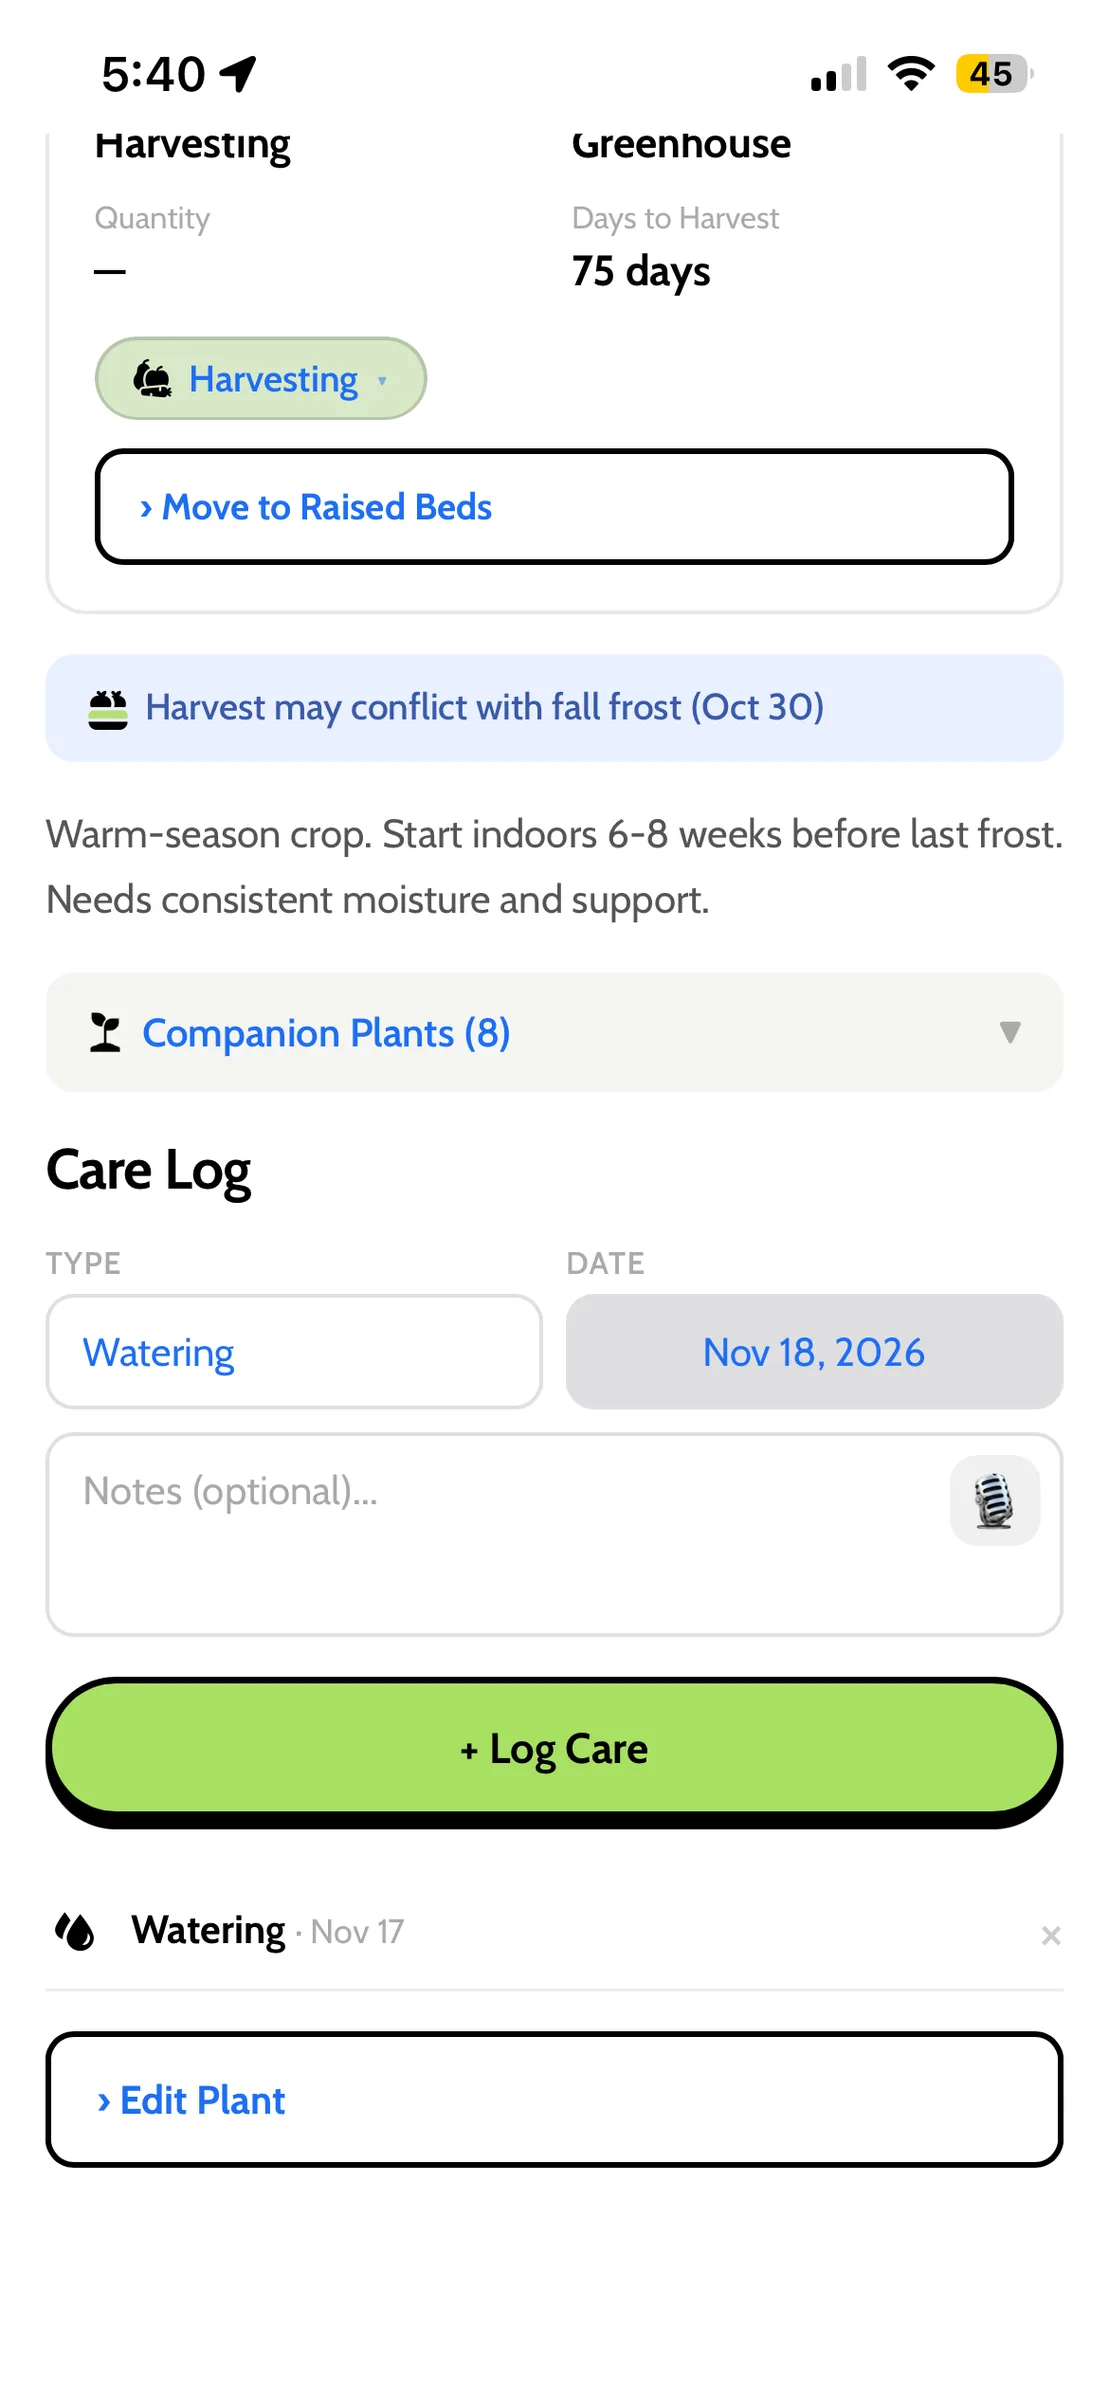 5:40
45
Harvesting Greenhouse
Quantity Days to Harvest
— 75 days
Harvesting ▾
› Move to Raised Beds
Harvest may conflict with fall frost (Oct 30)
Warm-season crop. Start indoors 6-8 weeks before last frost.
Needs consistent moisture and support.
Companion Plants (8) ▼
Care Log
TYPE DATE
Watering Nov 18, 2026
Notes (optional)...
+ Log Care
Watering · Nov 17 ×
› Edit Plant